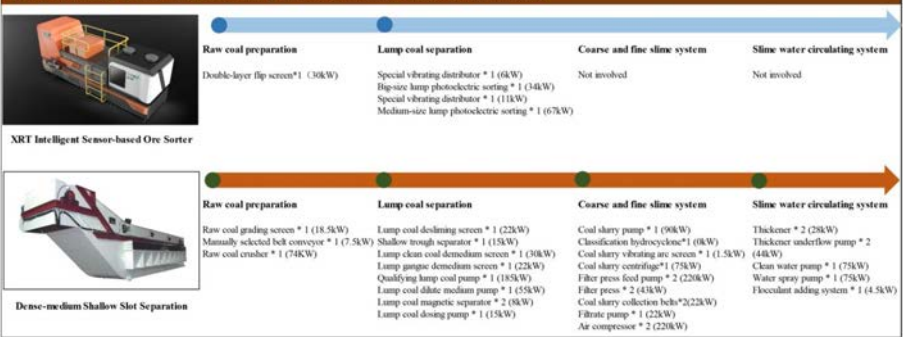 Raw coal preparation
Double-layer flip screen*1 (30kW)
Lump coal separation
Special vibrating distributor * 1 (6kW)
Big-size lump photoelectric sorting * 1 (34kW)
Special vibrating distributor * 1 (11kW)
Medium-size lump photoelectric sorting * 1 (67kW)
Coarse and fine slime system
Not involved
Slime water circulating system
Not involved
XRT Intelligent Sensor-based Ore Sorter
Raw coal preparation
Raw coal grading screen * 1 (18.5kW)
Manually selected belt conveyor * 1 (7.5kW)
Raw coal crusher * 1 (74KW)
Lump coal separation
Lump coal desliming screen * 1 (22kW)
Shallow trough separator * 1 (15kW)
Lump clean coal demedium screen * 1 (30kW)
Lump gangue demedium screen * 1 (22kW)
Qualifying lump coal pump * 1 (185kW)
Lump coal dilute medium pump * 1 (55kW)
Lump coal magnetic separator * 2 (8kW)
Lump coal dosing pump * 1 (15kW)
Coarse and fine slime system
Coal slurry pump * 1 (90kW)
Classification hydrocyclone*1 (0kW)
Coal slurry vibrating arc screen * 1 (1.5kW)
Coal slurry centrifuge*1 (75kW)
Filter press feed pump * 2 (220kW)
Filter press * 2 (43kW)
Coal slurry collection belts*2(22kW)
Filtrate pump * 1 (22kW)
Air compressor * 2 (220kW)
Slime water circulating system
Thickener * 2 (28kW)
Thickener underflow pump * 2
(44kW)
Clean water pump * 1 (75kW)
Water spray pump * 1 (75kW)
Flocculant adding system * 1 (4.5kW)
Dense-medium Shallow Slot Separation